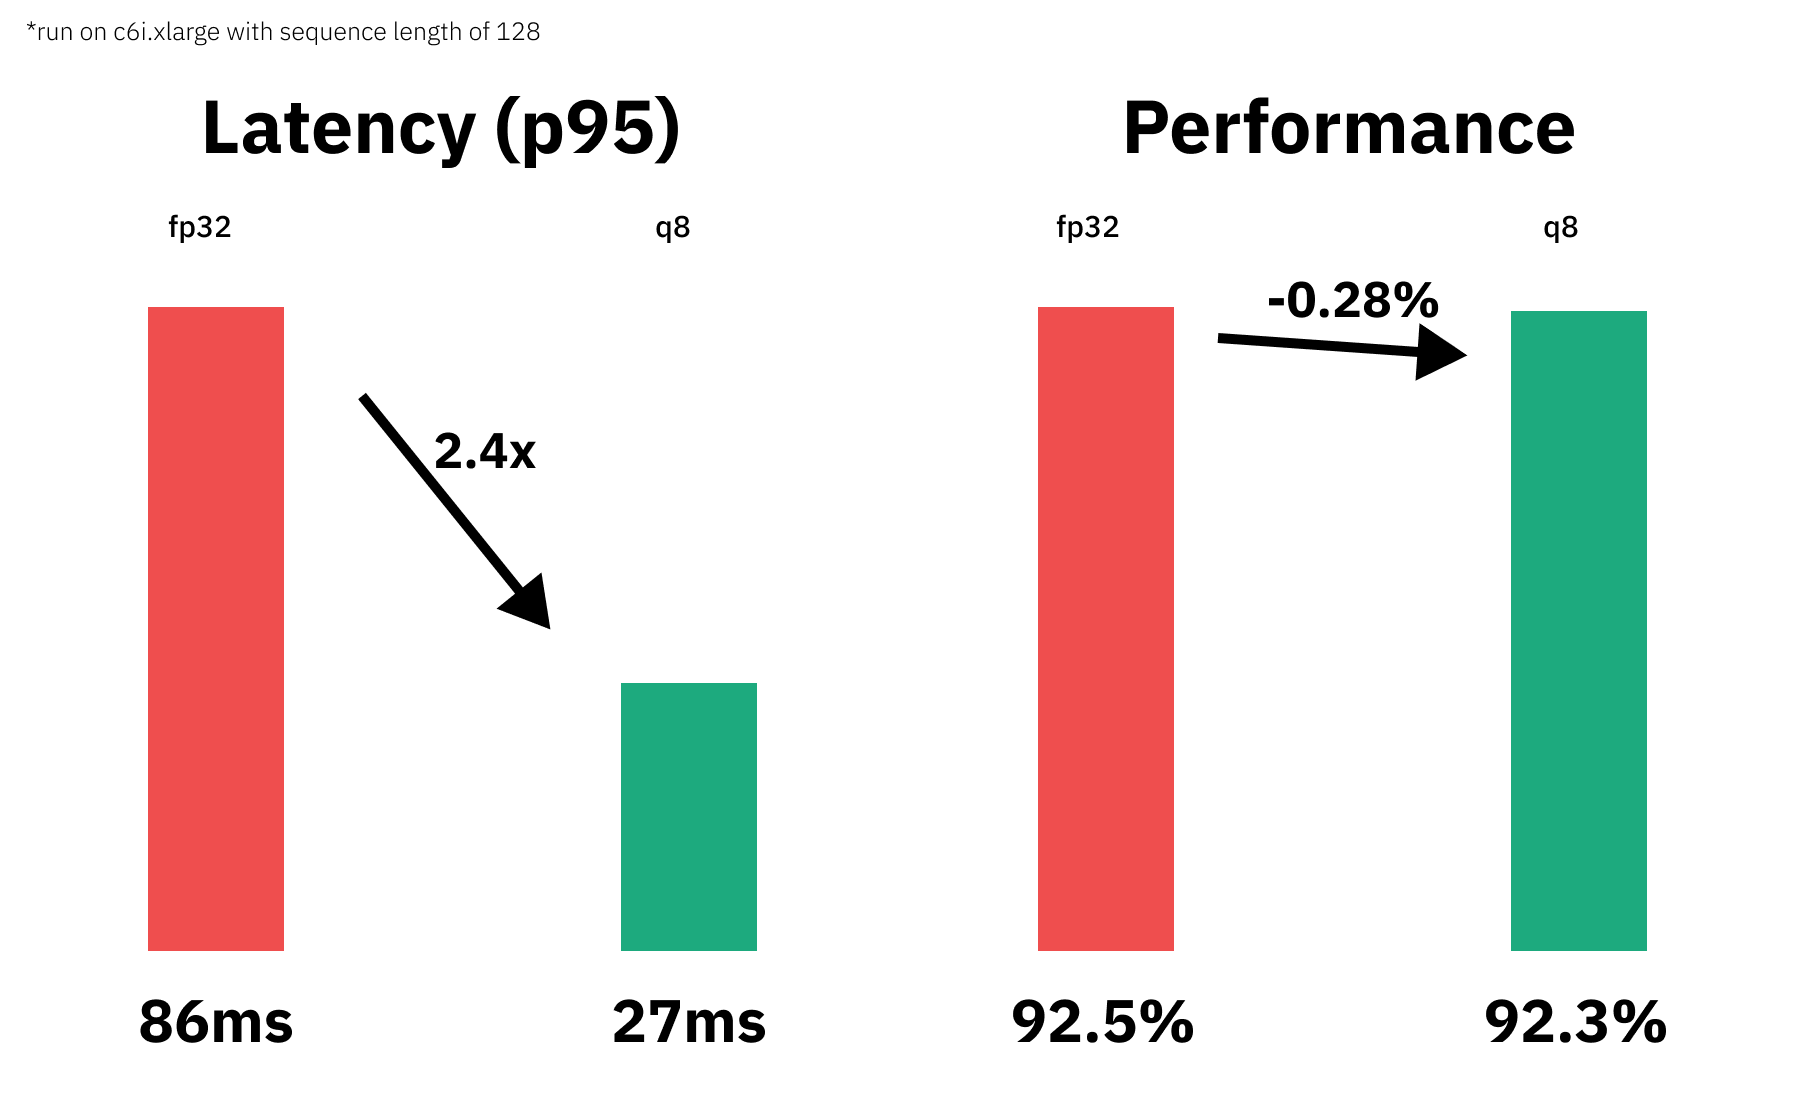 *run on c6i.xlarge with sequence length of 128
Latency (p95)
fp32
q8
2.4x
86ms
27ms
Performance
fp32
q8
-0.28%
92.5%
92.3%